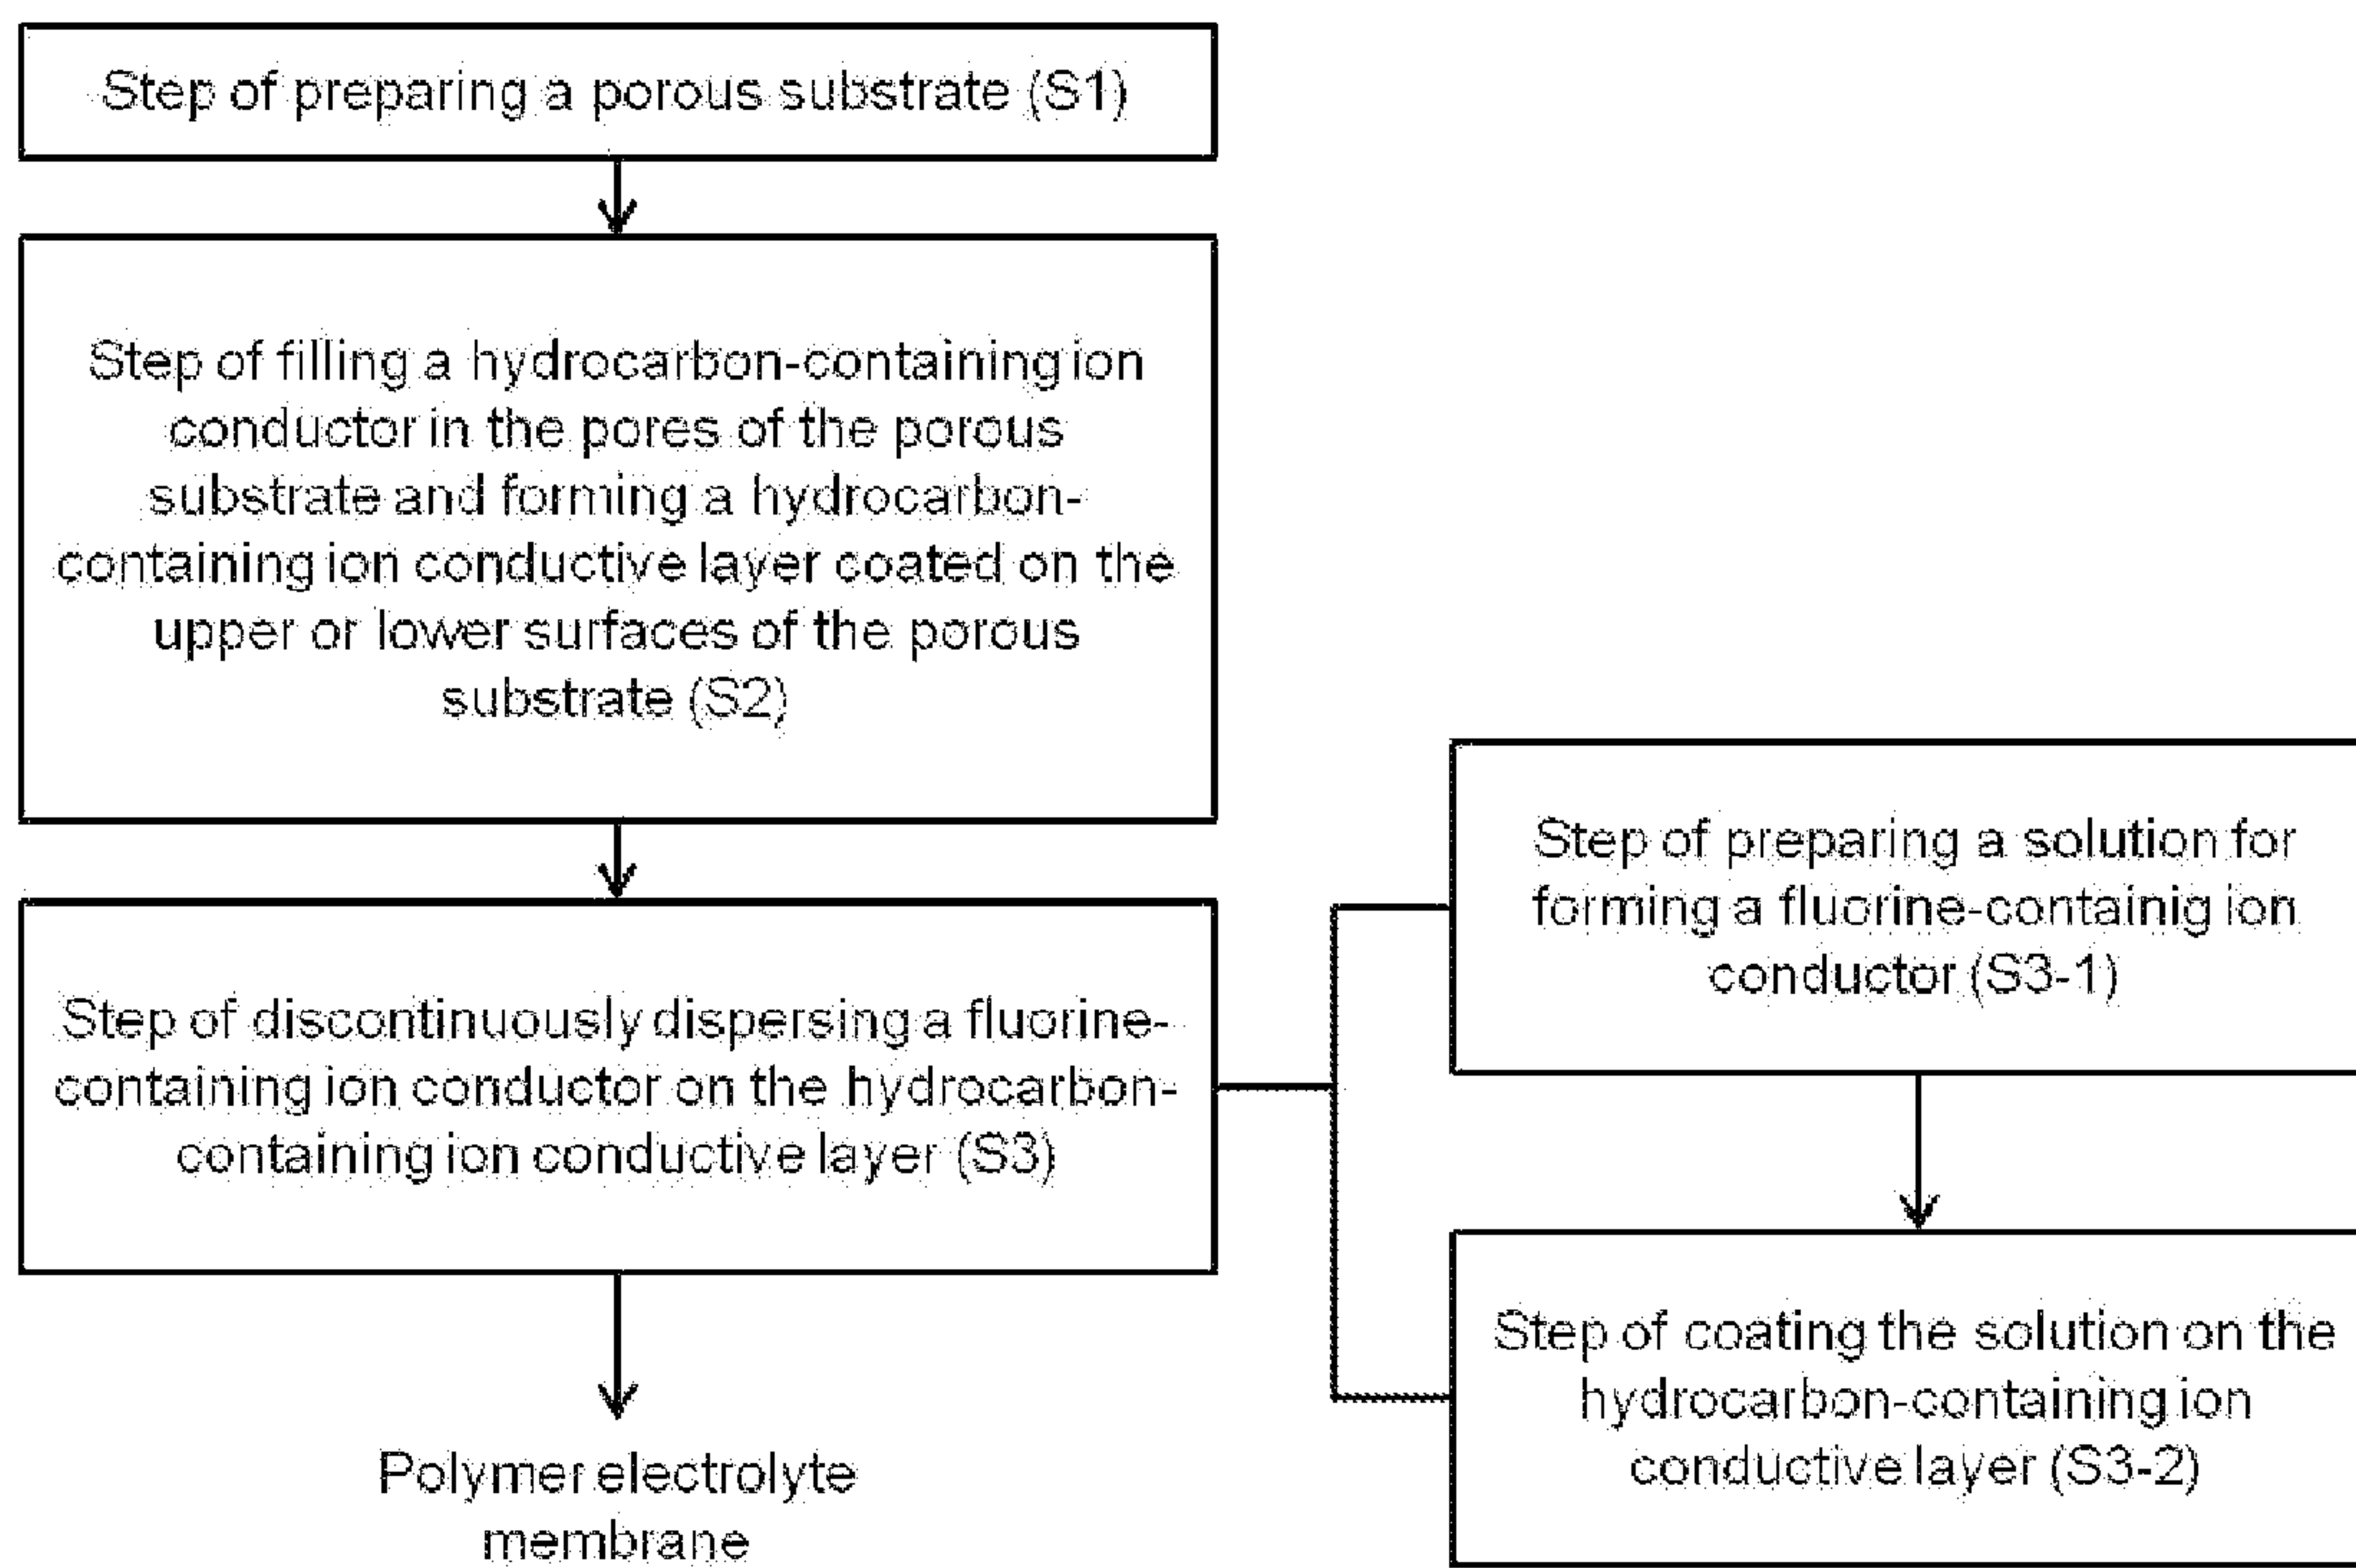 Step of preparing a porous substrate (S1)
Step of filling a hydrocarbon-containing ion
conductor in the pores of the porous
substrate and forming a hydrocarbon-
containing ion conductive layer coated on the
upper or lower surfaces of the porous
substrate (S2)
Step of discontinuously dispersing a fluorine-
containing ion conductor on the hydrocarbon-
containing ion conductive layer (S3)
Polymer electrolyte
membrane
Step of preparing a solution for
forming a fluorine-containig ion
conductor (S3-1)
Step of coating the solution on the
hydrocarbon-containing ion
conductive layer (S3-2)